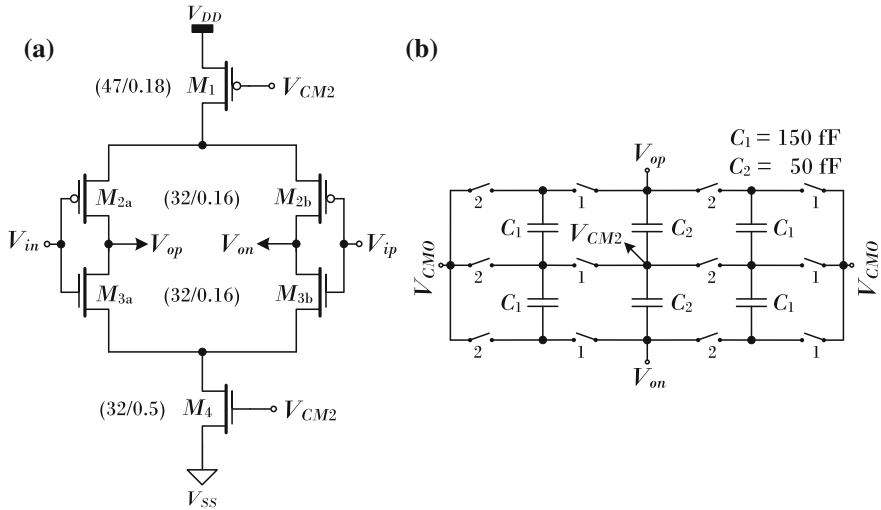 (a)
V_DD
(47/0.18) M_1 V_CM2
M_2a (32/0.16) M_2b
V_in V_op V_on V_ip
M_3a (32/0.16) M_3b
(32/0.5) M_4 V_CM2
V_SS
(b)
C_1 = 150 fF
C_2 = 50 fF
V_op
2 1 2 1
C_1 V_CM2 C_2 C_1
V_CMO V_CMO
2 1 2 1
C_1 C_2 C_1
2 1 2 1
V_on